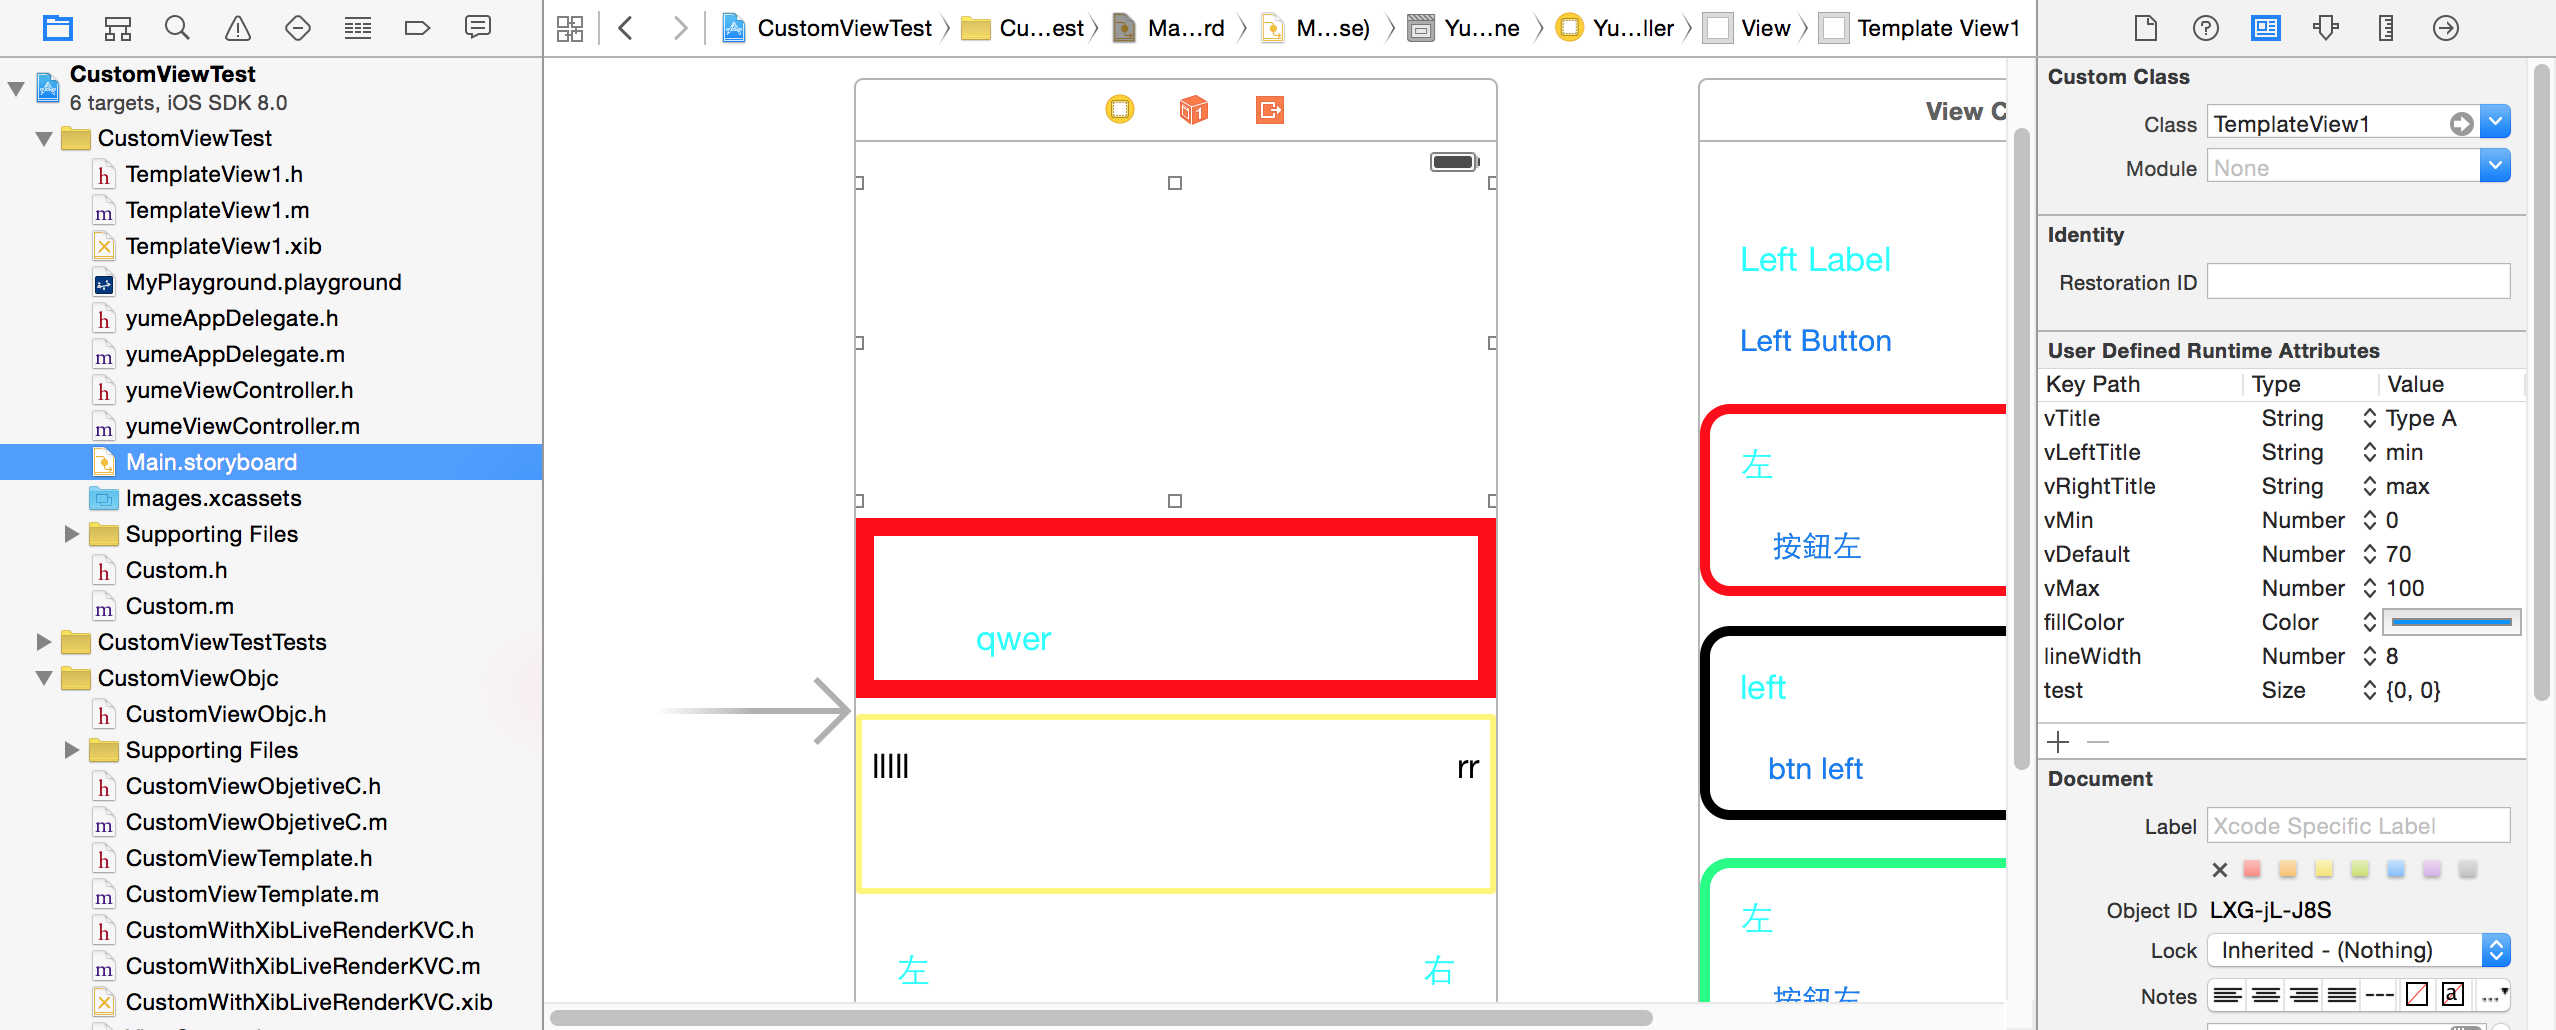 CustomViewTest
Cu...est
Ma...rd
M...se)
Yu...ne
Yu...ller
View
Template View1
CustomViewTest
6 targets, iOS SDK 8.0
CustomViewTest
TemplateView1.h
TemplateView1.m
TemplateView1.xib
MyPlayground.playground
yumeAppDelegate.h
yumeAppDelegate.m
yumeViewController.h
yumeViewController.m
Main.storyboard
Images.xcassets
Supporting Files
Custom.h
Custom.m
CustomViewTestTests
CustomViewObjc
CustomViewObjc.h
Supporting Files
CustomViewObjetiveC.h
CustomViewObjetiveC.m
CustomViewTemplate.h
CustomViewTemplate.m
CustomWithXibLiveRenderKVC.h
CustomWithXibLiveRenderKVC.m
CustomWithXibLiveRenderKVC.xib
qwer
lllll rr
左 右
View C
Left Label
Left Button
左
按鈕左
left
btn left
左
按鈕左
Custom Class
Class TemplateView1
Module None
Identity
Restoration ID
User Defined Runtime Attributes
Key Path Type Value
vTitle String Type A
vLeftTitle String min
vRightTitle String max
vMin Number 0
vDefault Number 70
vMax Number 100
fillColor Color
lineWidth Number 8
test Size {0, 0}
Document
Label Xcode Specific Label
Object ID LXG-jL-J8S
Lock Inherited - (Nothing)
Notes